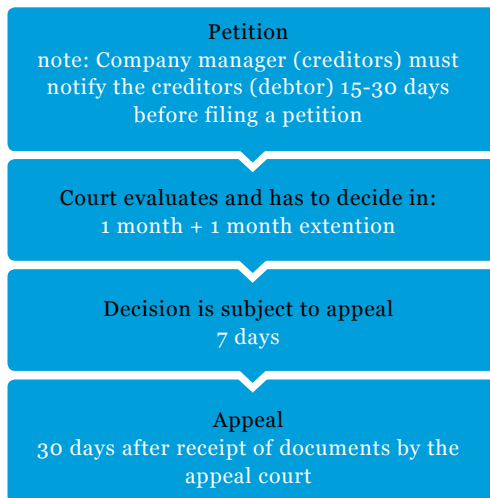 Petition
note: Company manager (creditors) must
notify the creditors (debtor) 15-30 days
before filing a petition
Court evaluates and has to decide in:
1 month + 1 month extention
Decision is subject to appeal
7 days
Appeal
30 days after receipt of documents by the
appeal court